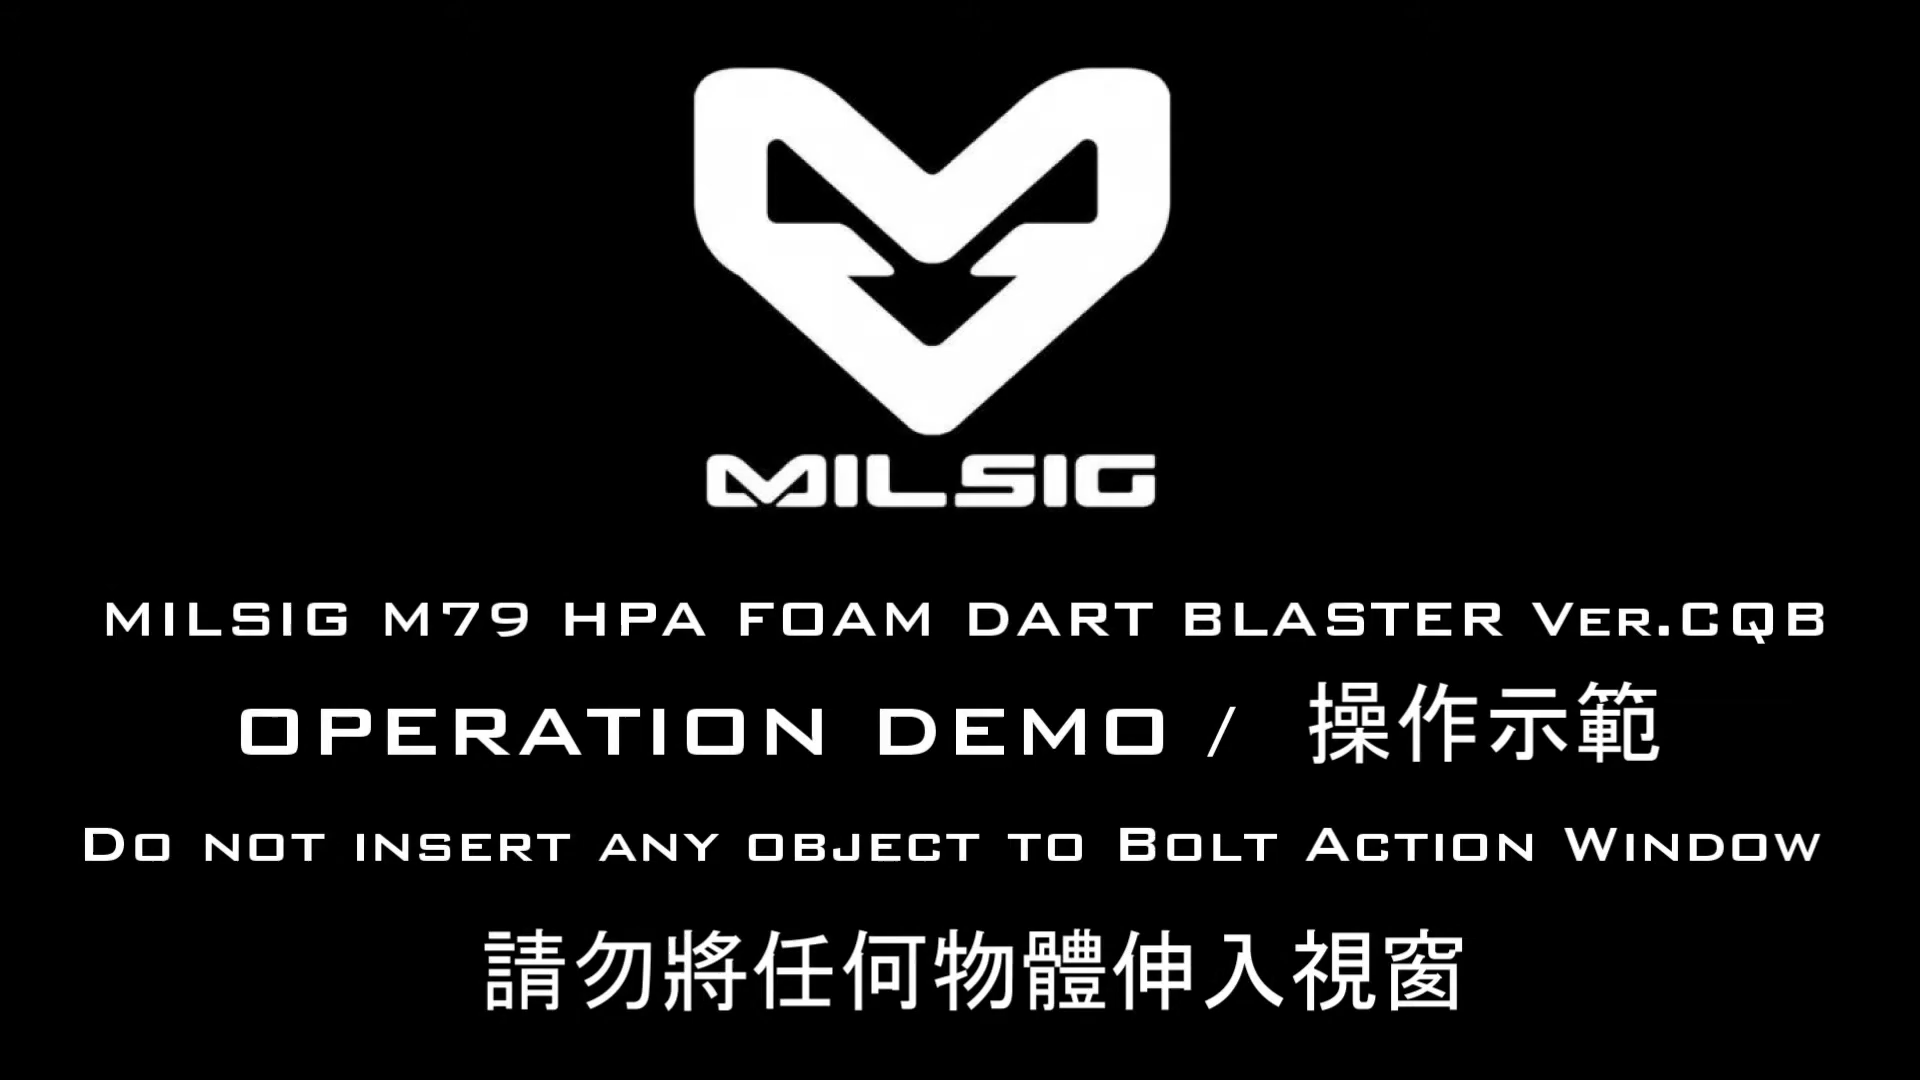 MILSIG
MILSIG M79 HPA FOAM DART BLASTER Ver.CQB
OPERATION DEMO / 操作示範
Do not insert any object to Bolt Action Window
請勿將任何物體伸入視窗